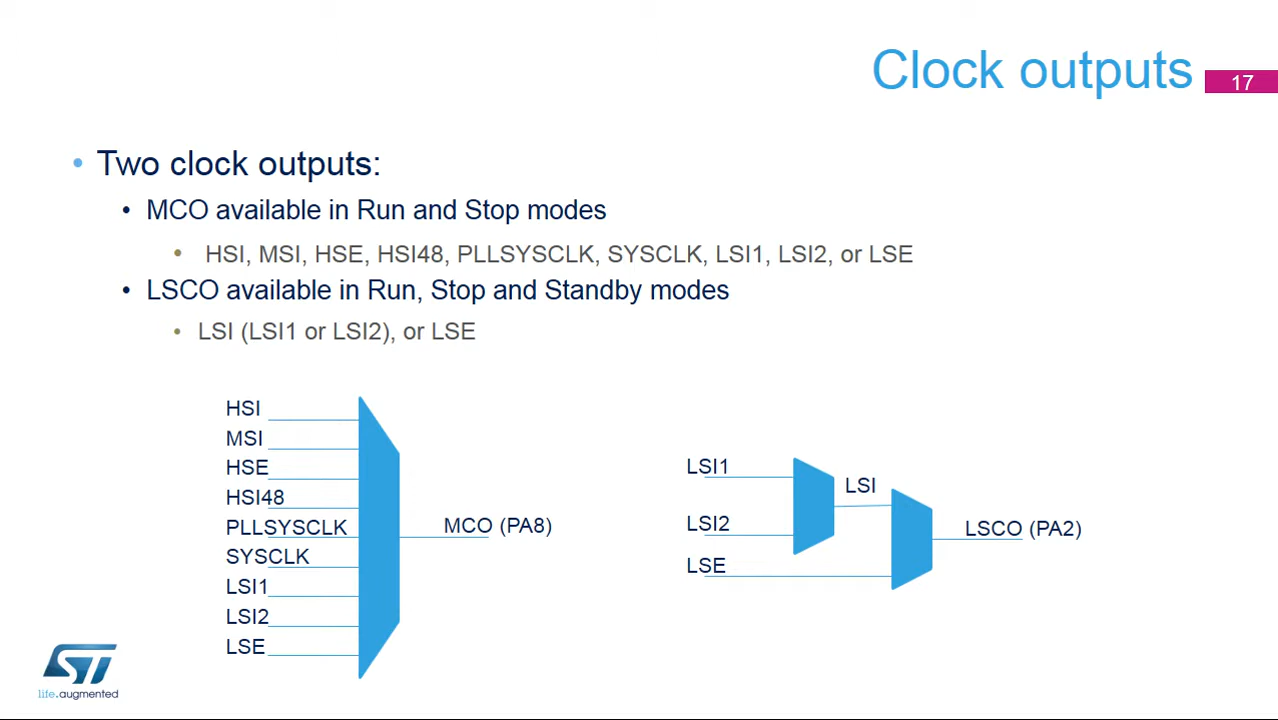 Clock outputs
17
• Two clock outputs:
• MCO available in Run and Stop modes
• HSI, MSI, HSE, HSI48, PLLSYSCLK, SYSCLK, LSI1, LSI2, or LSE
• LSCO available in Run, Stop and Standby modes
• LSI (LSI1 or LSI2), or LSE
HSI
MSI
HSE
HSI48
PLLSYSCLK
SYSCLK
LSI1
LSI2
LSE
MCO (PA8)
LSI1
LSI2
LSE
LSI
LSCO (PA2)
ST
life.augmented